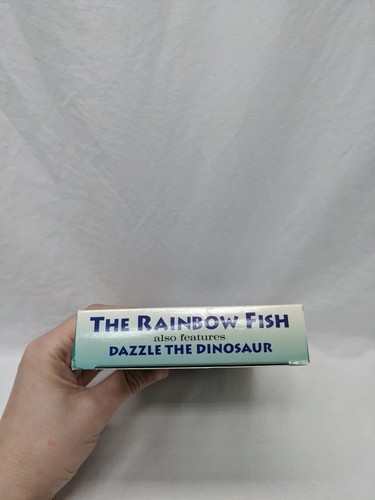 THE RAINBOW FISH
also features
DAZZLE THE DINOSAUR